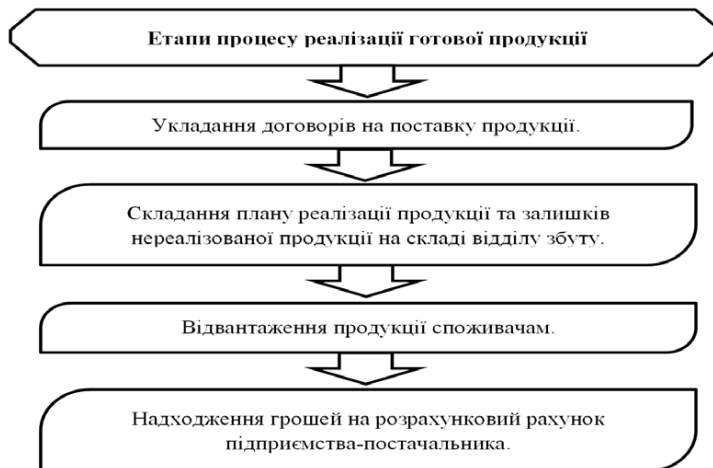 Етапи процесу реалізації готової продукції
Укладання договорів на поставку продукції.
Складання плану реалізації продукції та залишків
нереалізованої продукції на складі відділу збуту.
Відвантаження продукції споживачам.
Надходження грошей на розрахунковий рахунок
підприємства-постачальника.